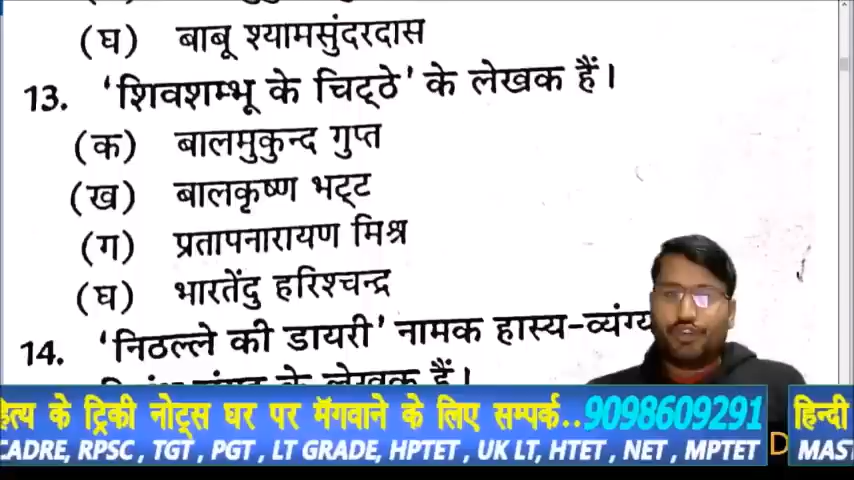 (घ) बाबू श्यामसुंदरदास
13. 'शिवशम्भू के चिट्ठे' के लेखक हैं।
(क) बालमुकुन्द गुप्त
(ख) बालकृष्ण भट्ट
(ग) प्रतापनारायण मिश्र
(घ) भारतेंदु हरिश्चन्द्र
14. 'निठल्ले की डायरी' नामक हास्य-व्यंग्य
के लेखक हैं।
के ट्रिकी नोट्स घर पर मँगवाने के लिए सम्पर्क..9098609291 हिन्दी
CADRE, RPSC , TGT , PGT , LT GRADE, HPTET , UK LT, HTET , NET , MPTET D MAS